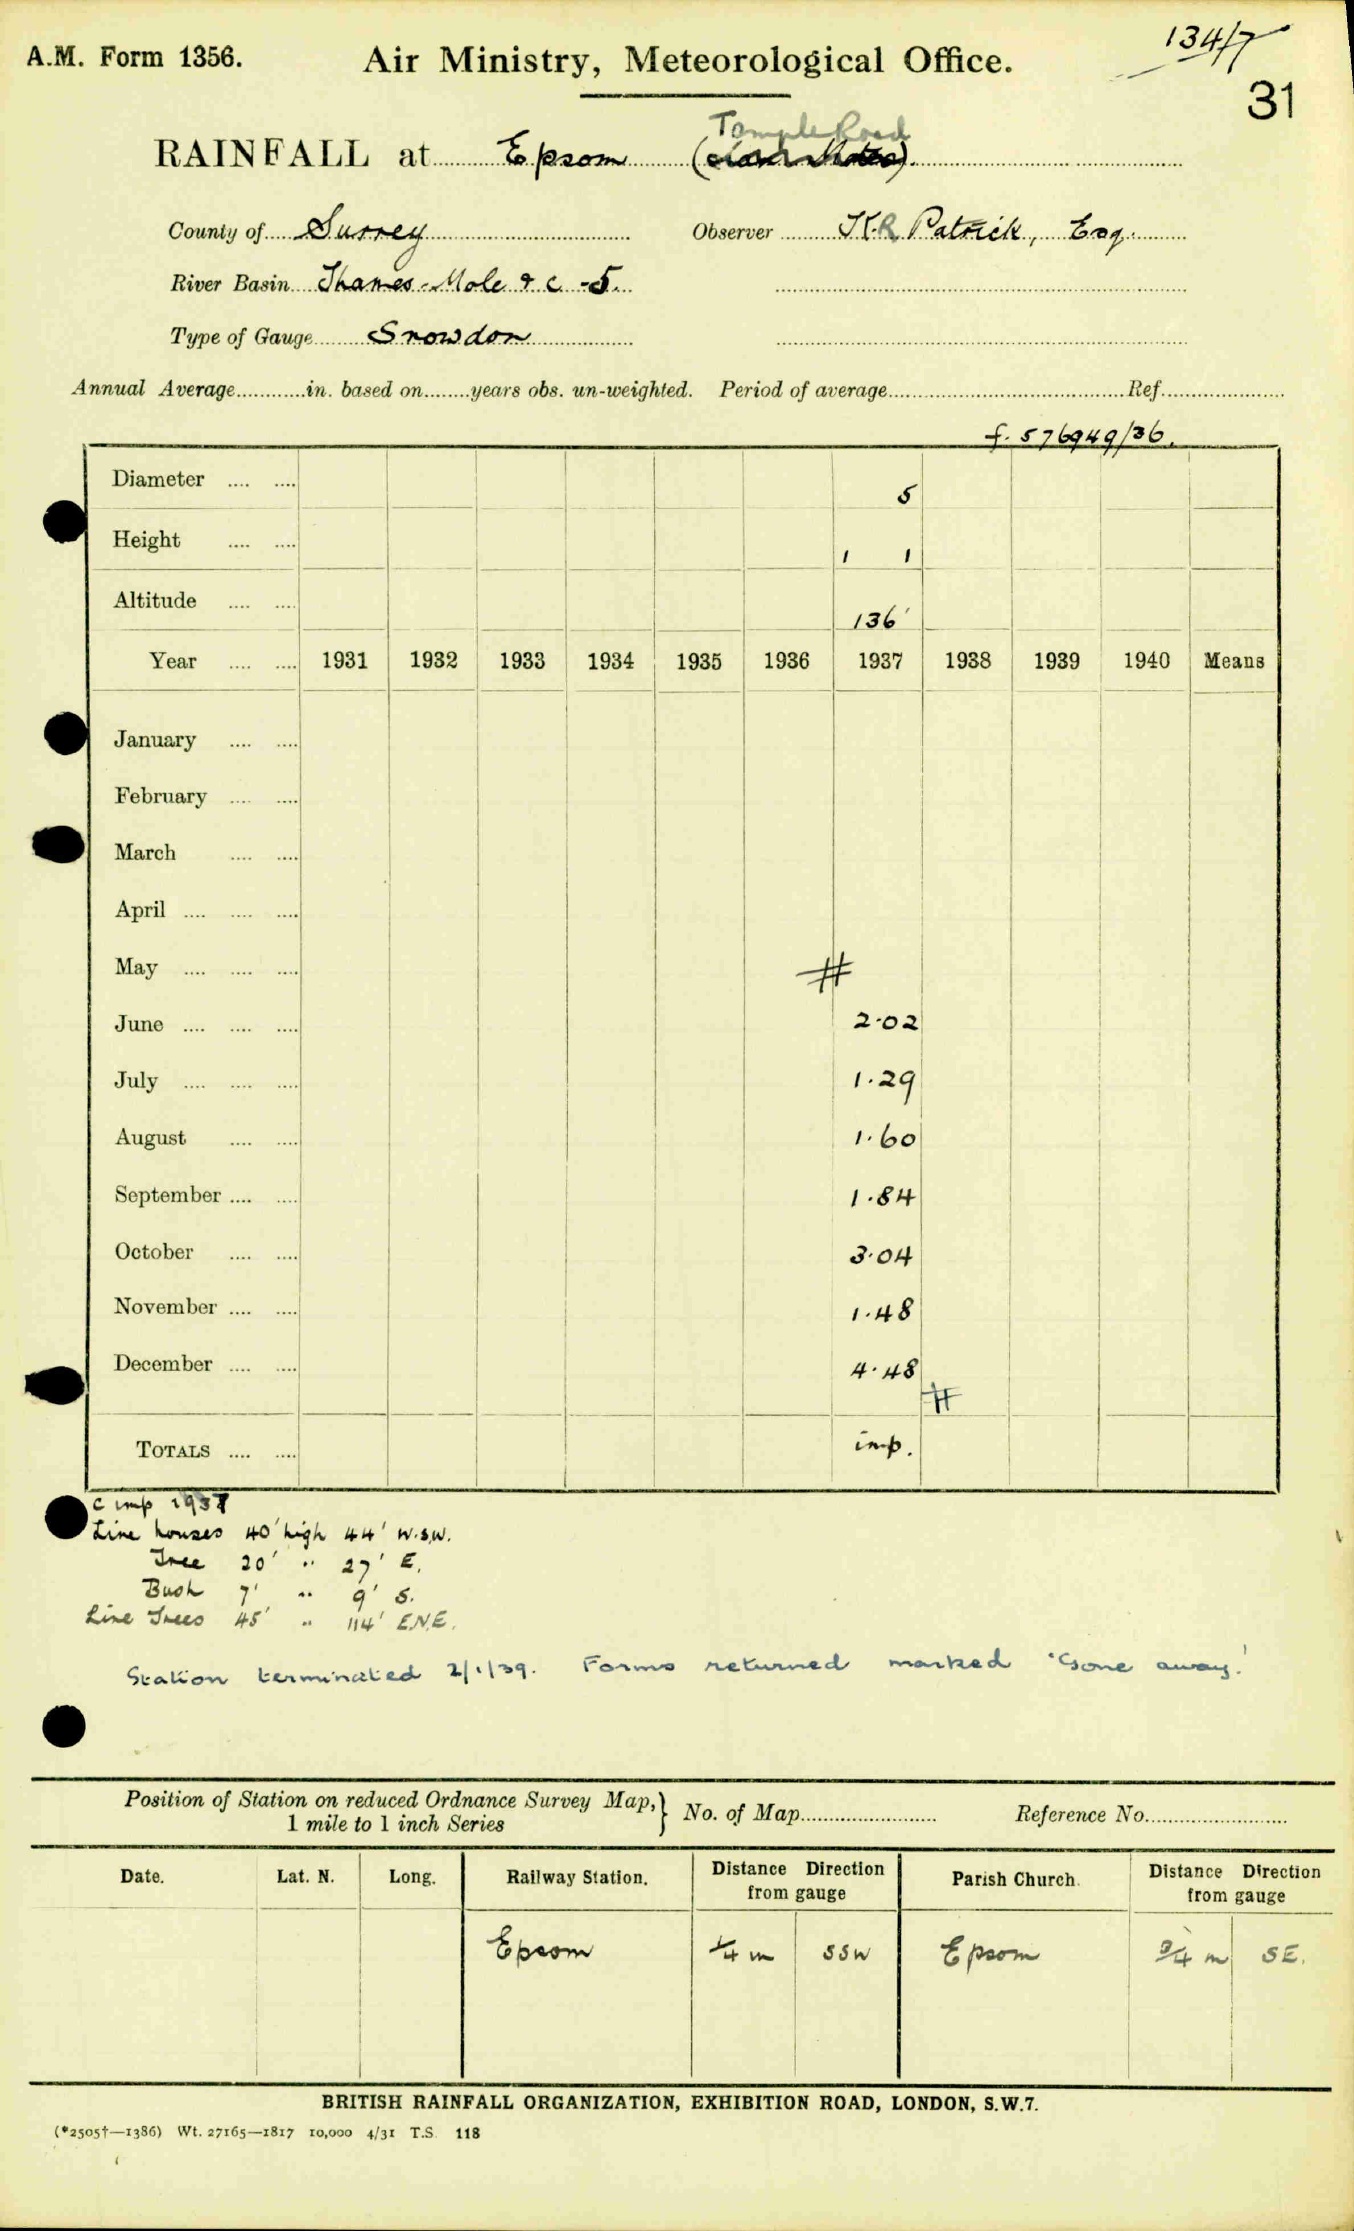 134/7
A.M. Form 1356. Air Ministry, Meteorological Office.
31
Temple Road
RAINFALL at Epsom
County of Surrey Observer K.R Patrick, Esq.
River Basin Thames-Mole & c -5.
Type of Gauge Snowdon
Annual Average............in. based on........years obs. un-weighted. Period of average........................................Ref.....................
f. 576949/36.
Diameter .... .... 5
Height .... .... 1 1
Altitude .... .... 136'
Year .... .... 1931 1932 1933 1934 1935 1936 1937 1938 1939 1940 Means
January .... ....
February .... ....
March .... ....
April .... .... ....
May .... .... .... #
June .... .... .... 2.02
July .... .... .... 1.29
August .... .... 1.60
September .... .... 1.84
October .... .... 3.04
November .... .... 1.48
December .... .... 4.48
#
TOTALS .... .... imp.
c imp 1937
Line houses 40' high 44' W.S.W.
Tree 20' " 27' E.
Bush 7' " 9' S.
Line Trees 45' " 114' E.N.E.
Station terminated 2/1/39. Forms returned marked 'Gone away.'
Position of Station on reduced Ordnance Survey Map, } No. of Map........................ Reference No.........................
1 mile to 1 inch Series
Date. Lat. N. Long. Railway Station. Distance Direction from gauge Parish Church. Distance Direction from gauge
Epsom 1/4 m SSW Epsom 3/4 m SE.
BRITISH RAINFALL ORGANIZATION, EXHIBITION ROAD, LONDON, S.W.7.
(*2505†—1386) Wt. 27165—1817 10,000 4/31 T.S. 118